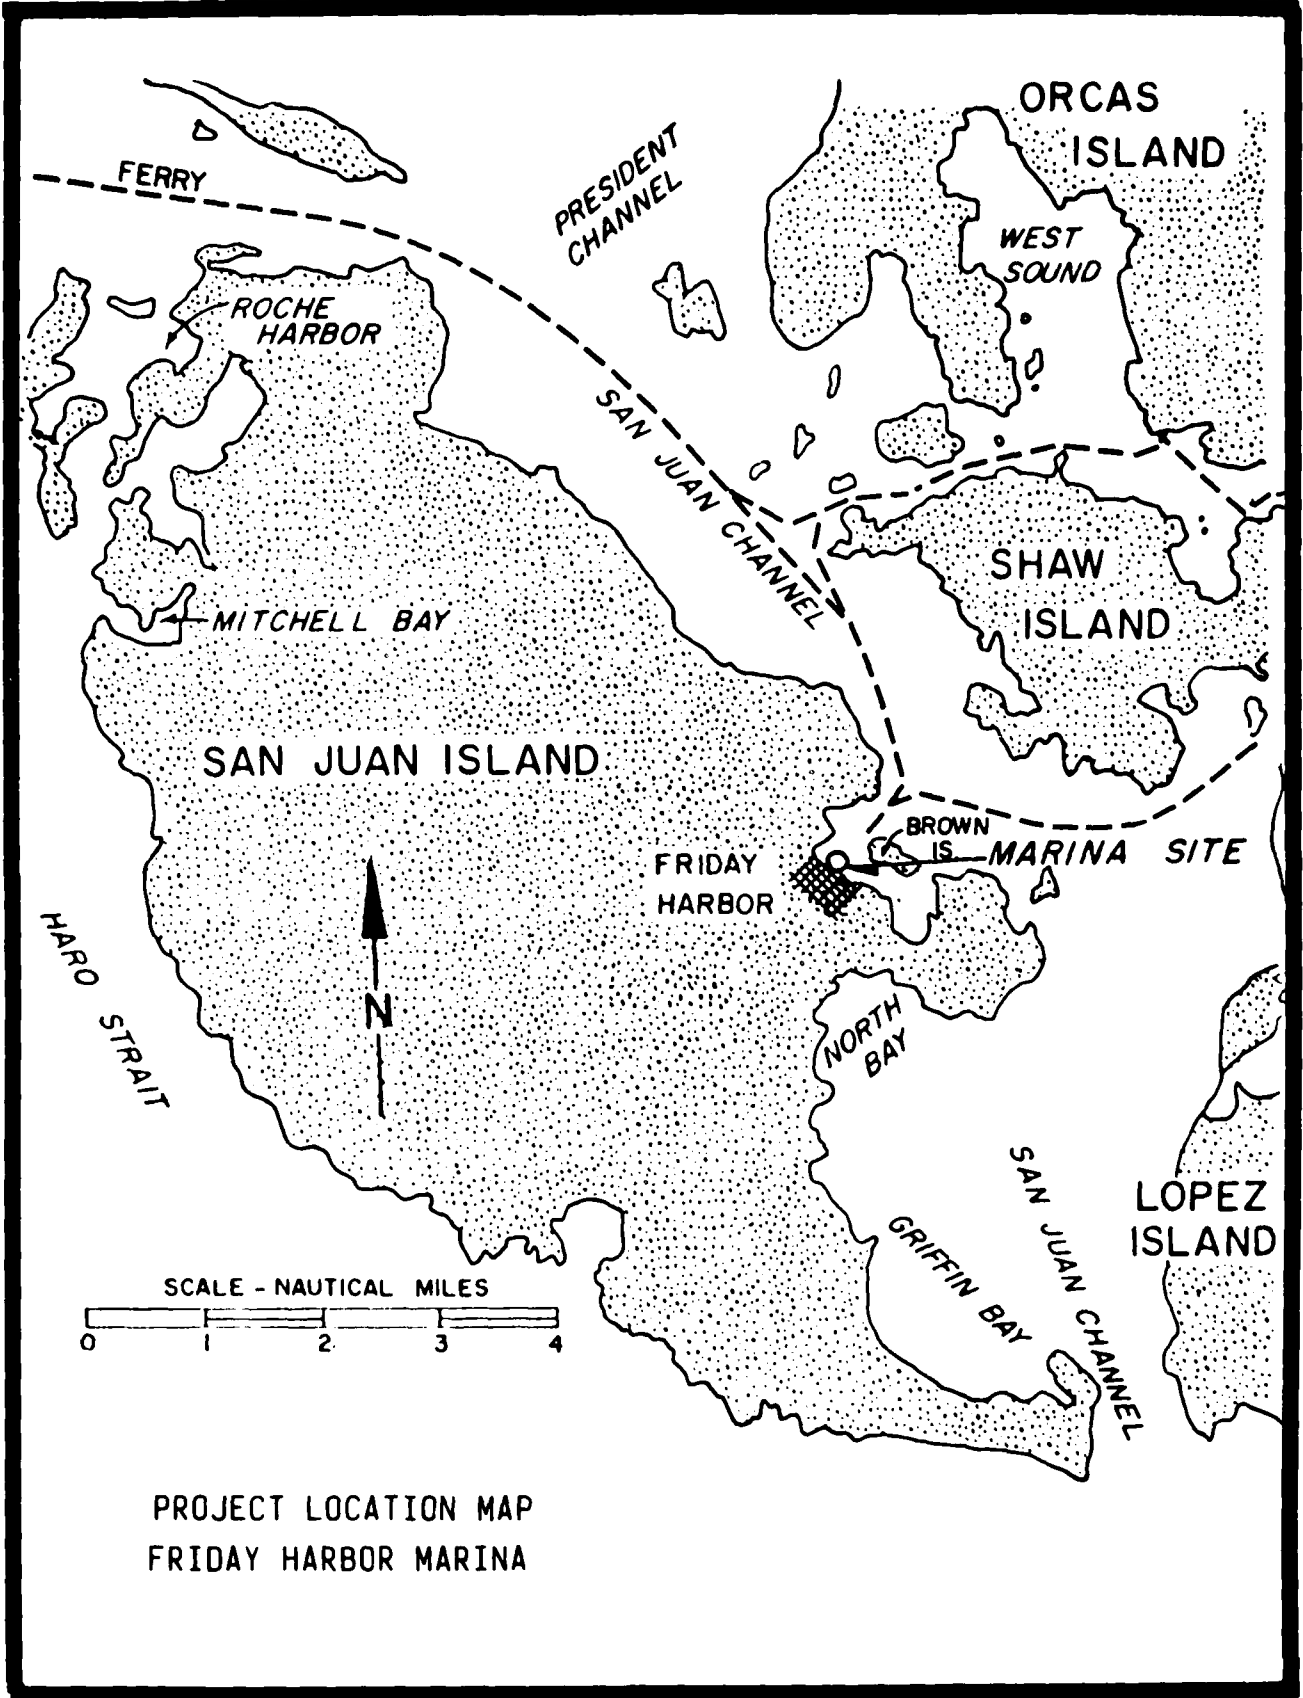 ORCAS
ISLAND
PRESIDENT
CHANNEL
FERRY
WEST
SOUND
ROCHE
HARBOR
SAN JUAN CHANNEL
SHAW
ISLAND
MITCHELL BAY
SAN JUAN ISLAND
BROWN
IS.
MARINA SITE
FRIDAY
HARBOR
HARO STRAIT
N
NORTH
BAY
SAN JUAN CHANNEL
LOPEZ
ISLAND
GRIFFIN BAY
SCALE - NAUTICAL MILES
0 1 2 3 4
PROJECT LOCATION MAP
FRIDAY HARBOR MARINA